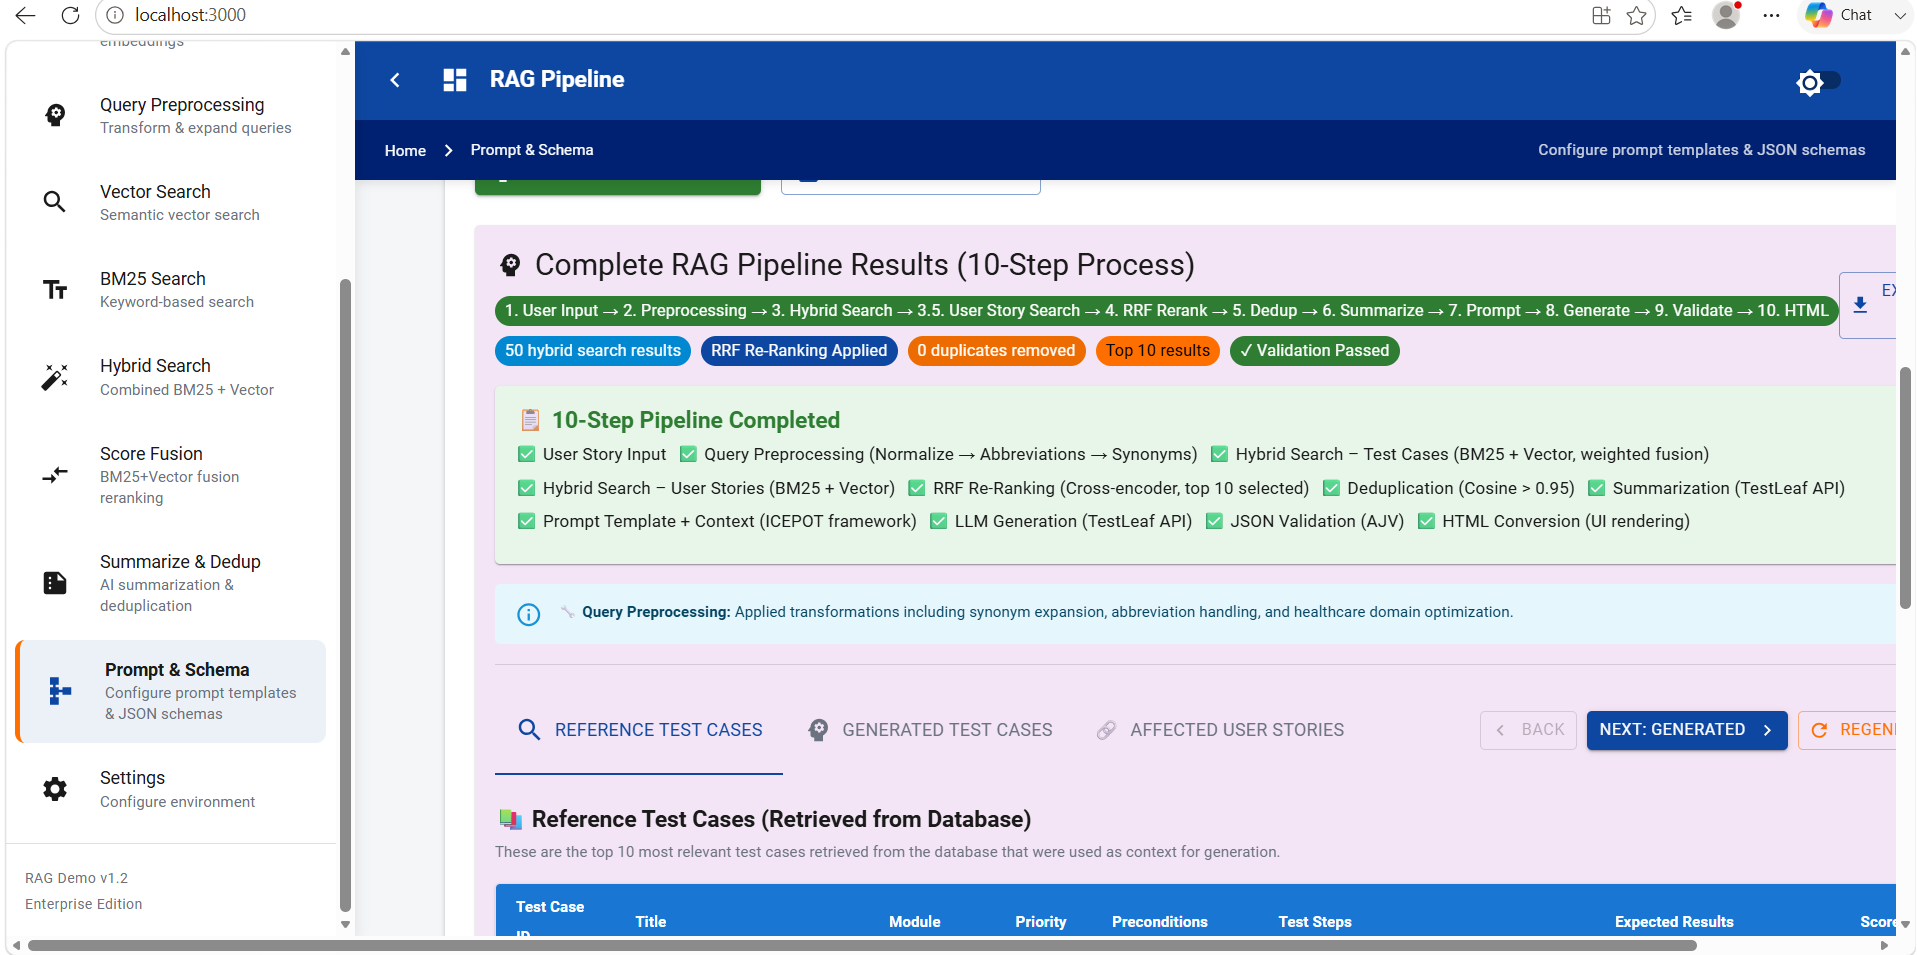 localhost:3000
Chat
embeddings
Query Preprocessing
Transform & expand queries
Vector Search
Semantic vector search
BM25 Search
Keyword-based search
Hybrid Search
Combined BM25 + Vector
Score Fusion
BM25+Vector fusion
reranking
Summarize & Dedup
AI summarization &
deduplication
Prompt & Schema
Configure prompt templates
& JSON schemas
Settings
Configure environment
RAG Demo v1.2
Enterprise Edition
RAG Pipeline
Home > Prompt & Schema
Configure prompt templates & JSON schemas
Complete RAG Pipeline Results (10-Step Process)
1. User Input → 2. Preprocessing → 3. Hybrid Search → 3.5. User Story Search → 4. RRF Rerank → 5. Dedup → 6. Summarize → 7. Prompt → 8. Generate → 9. Validate → 10. HTML
EX
50 hybrid search results
RRF Re-Ranking Applied
0 duplicates removed
Top 10 results
✓ Validation Passed
10-Step Pipeline Completed
✅ User Story Input ✅ Query Preprocessing (Normalize → Abbreviations → Synonyms) ✅ Hybrid Search – Test Cases (BM25 + Vector, weighted fusion)
✅ Hybrid Search – User Stories (BM25 + Vector) ✅ RRF Re-Ranking (Cross-encoder, top 10 selected) ✅ Deduplication (Cosine > 0.95) ✅ Summarization (TestLeaf API)
✅ Prompt Template + Context (ICEPOT framework) ✅ LLM Generation (TestLeaf API) ✅ JSON Validation (AJV) ✅ HTML Conversion (UI rendering)
Query Preprocessing: Applied transformations including synonym expansion, abbreviation handling, and healthcare domain optimization.
REFERENCE TEST CASES
GENERATED TEST CASES
AFFECTED USER STORIES
BACK
NEXT: GENERATED
REGEN
Reference Test Cases (Retrieved from Database)
These are the top 10 most relevant test cases retrieved from the database that were used as context for generation.
Test Case
ID
Title
Module
Priority
Preconditions
Test Steps
Expected Results
Score